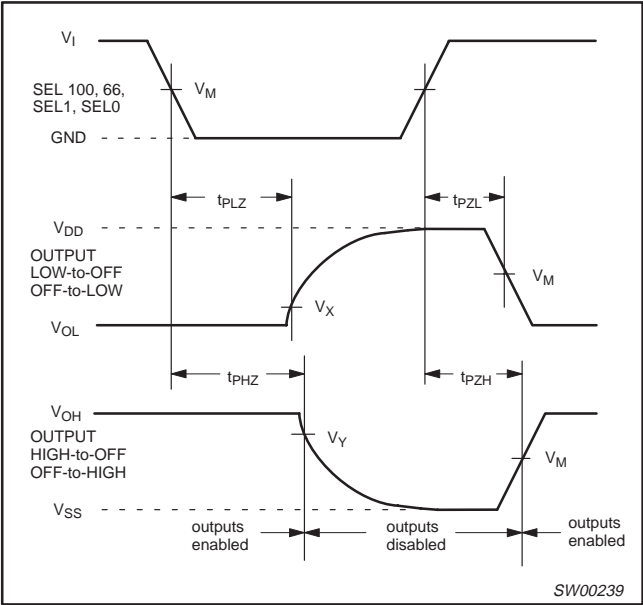 VI
SEL 100, 66,
SEL1, SEL0
VM
GND
tPLZ
tPZL
VDD
OUTPUT
LOW-to-OFF
OFF-to-LOW
VM
VX
VOL
tPHZ
tPZH
VOH
OUTPUT
HIGH-to-OFF
OFF-to-HIGH
VY
VM
VSS
outputs
enabled
outputs
disabled
outputs
enabled
SW00239